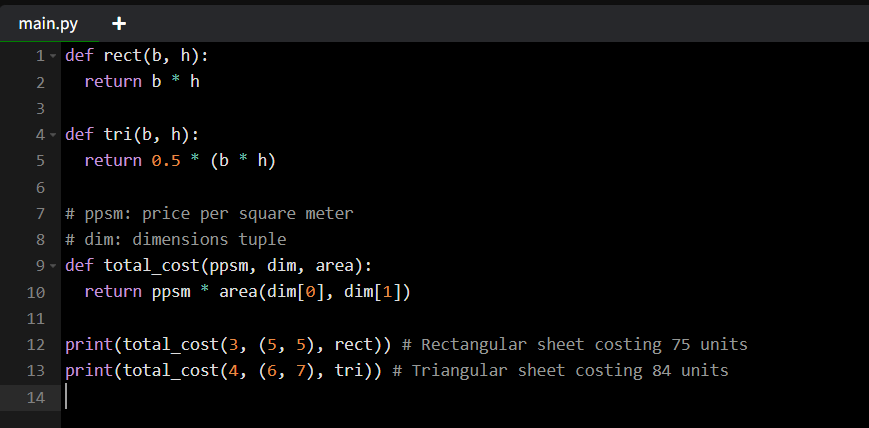 main.py +
1 def rect(b, h):
2   return b * h
3
4 def tri(b, h):
5   return 0.5 * (b * h)
6
7 # ppsm: price per square meter
8 # dim: dimensions tuple
9 def total_cost(ppsm, dim, area):
10   return ppsm * area(dim[0], dim[1])
11
12 print(total_cost(3, (5, 5), rect)) # Rectangular sheet costing 75 units
13 print(total_cost(4, (6, 7), tri)) # Triangular sheet costing 84 units
14